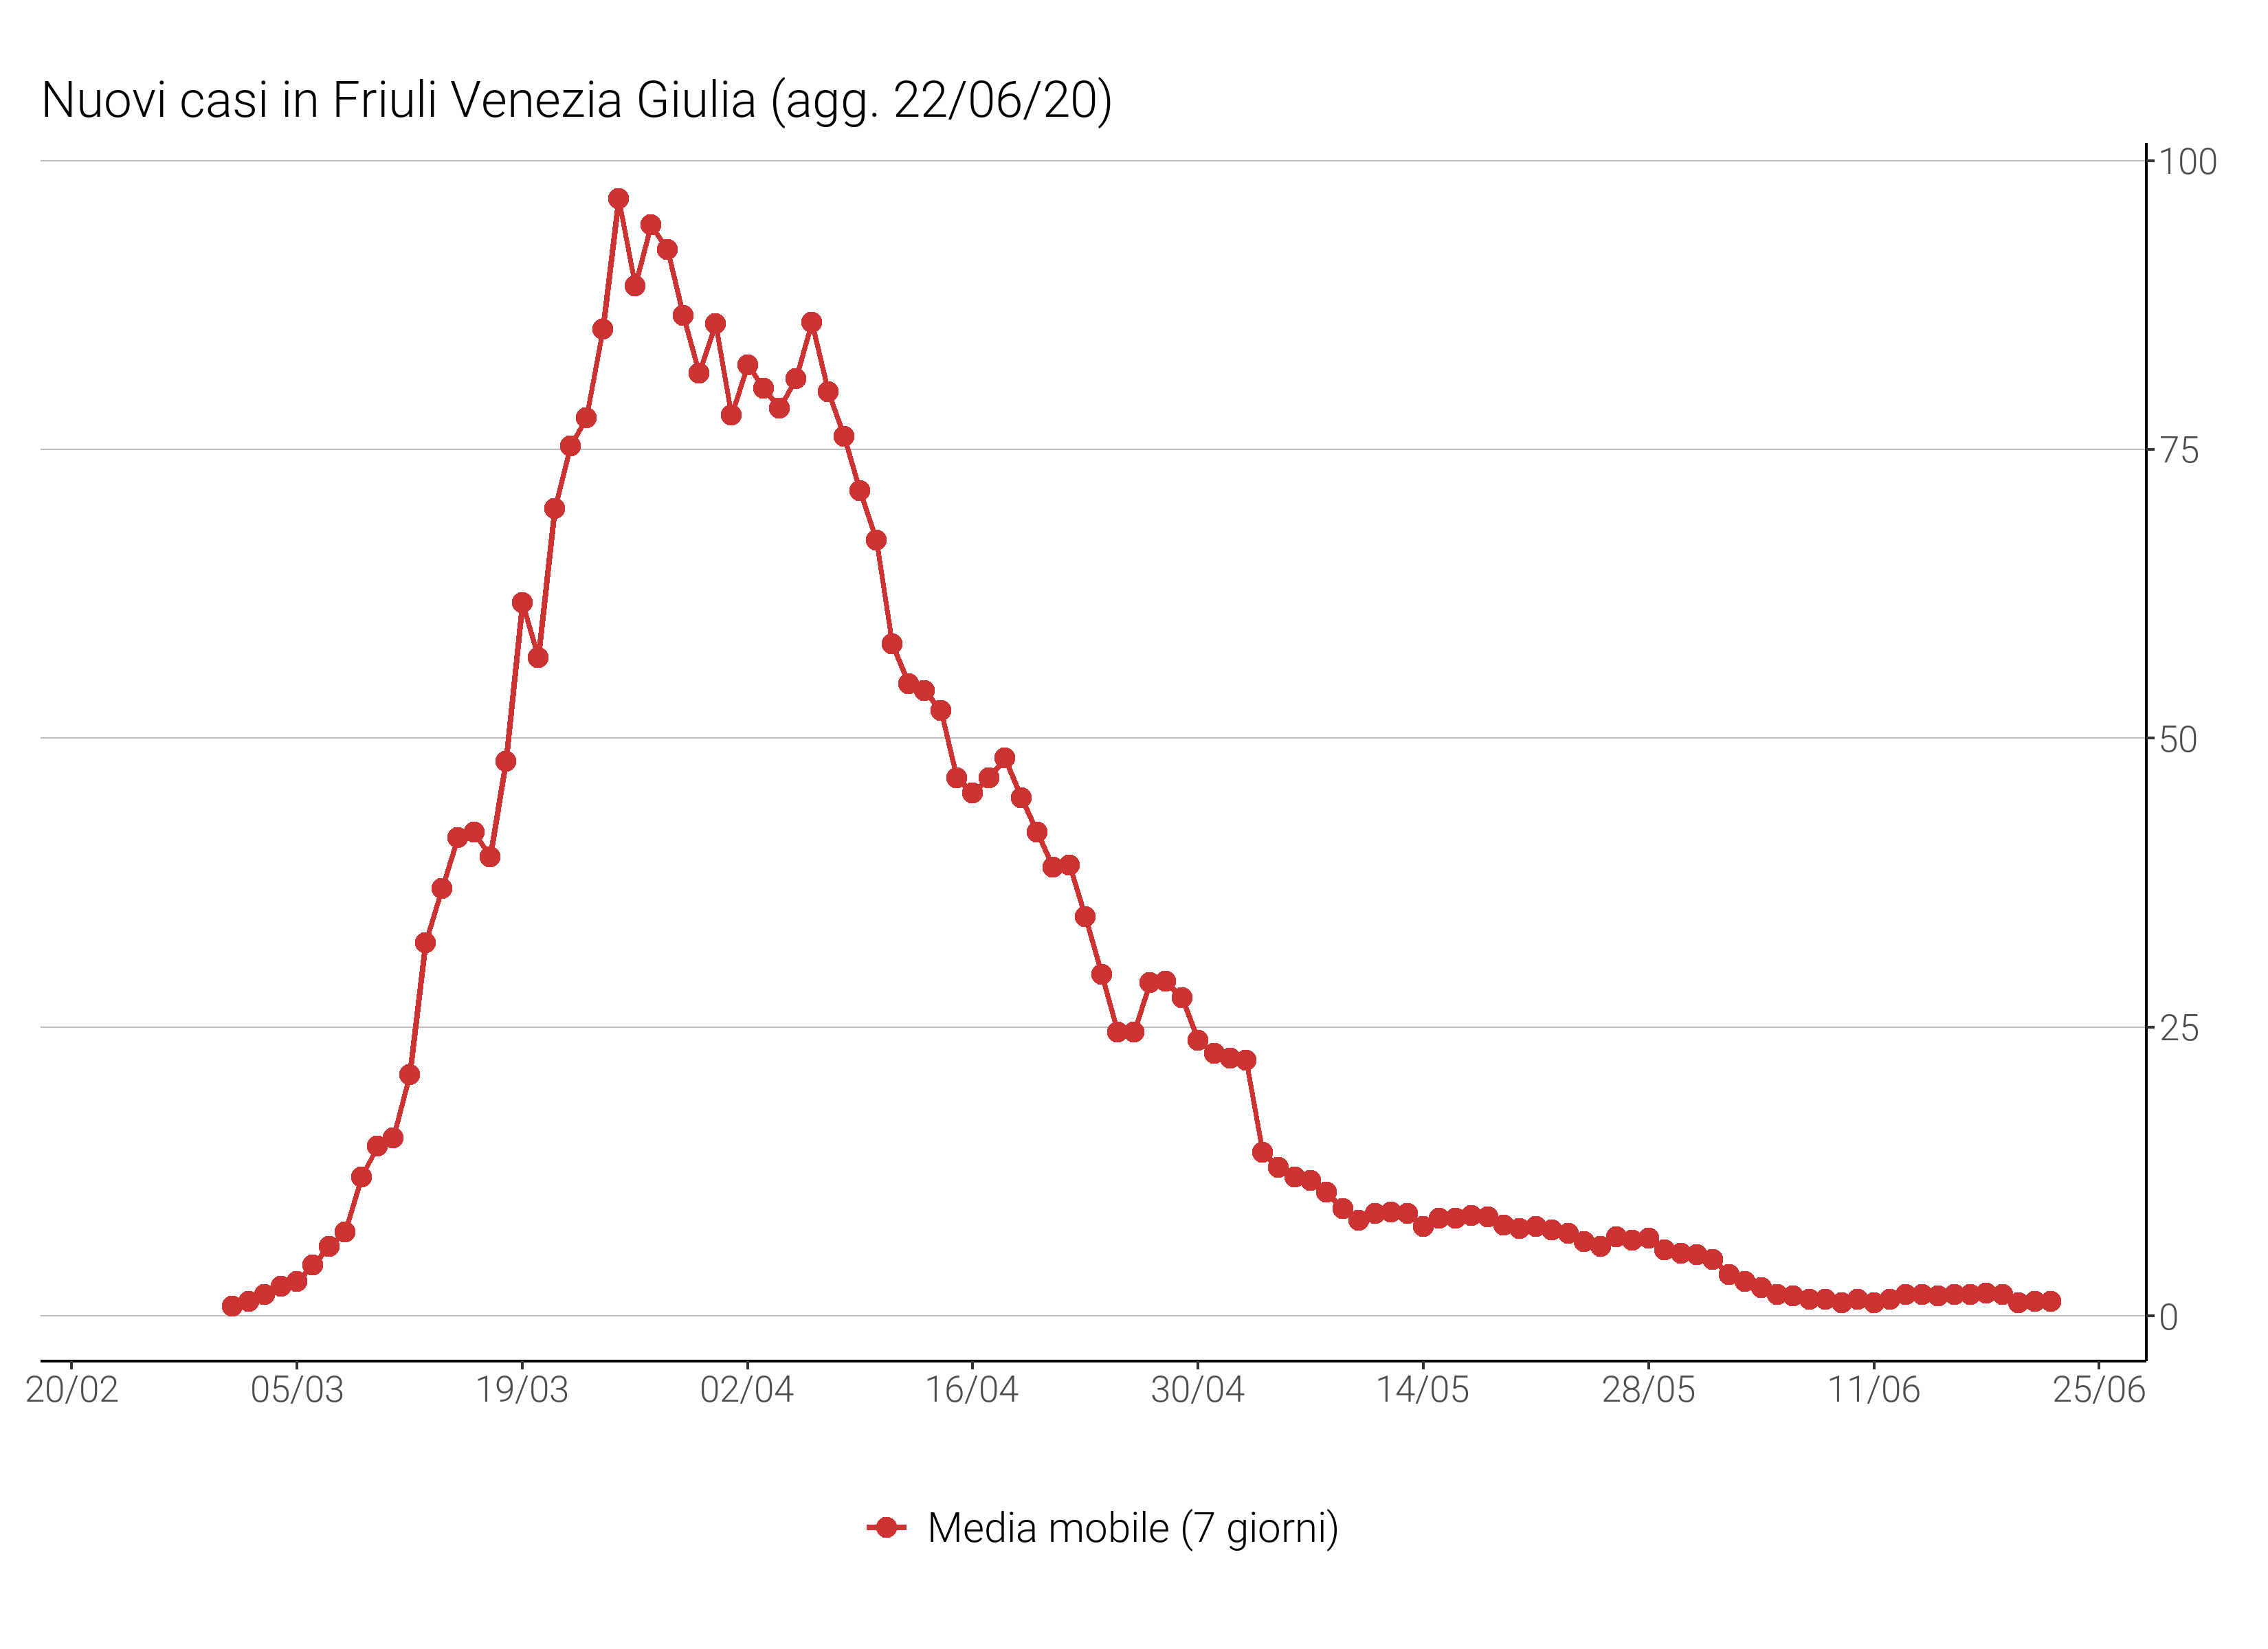 Nuovi casi in Friuli Venezia Giulia (agg. 22/06/20)
100
75
50
25
0
20/02 05/03 19/03 02/04 16/04 30/04 14/05 28/05 11/06 25/06
Media mobile (7 giorni)